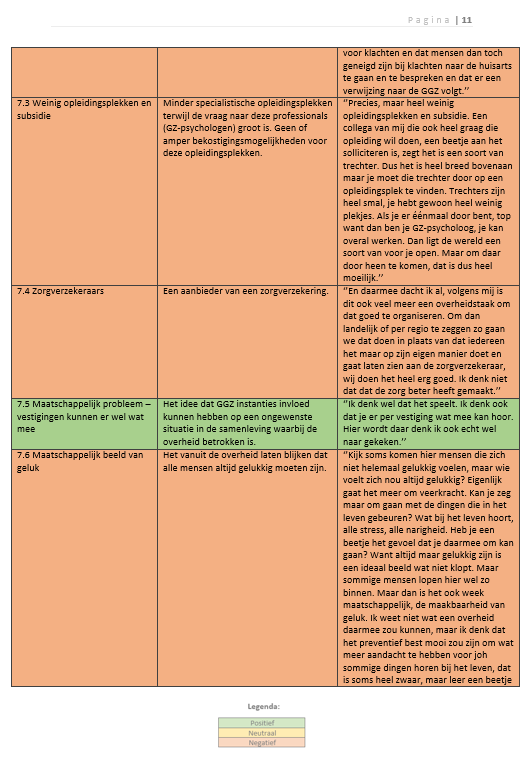 Pagina | 11
voor klachten en dat mensen dan toch
geneigd zijn bij klachten naar de huisarts
te gaan en te bespreken en dat er een
verwijzing naar de GGZ volgt.’’
7.3 Weinig opleidingsplekken en
subsidie
Minder specialistische opleidingsplekken
terwijl de vraag naar deze professionals
(GZ-psychologen) groot is. Geen of
amper bekostigingsmogelijkheden voor
deze opleidingsplekken.
‘‘Precies, maar heel weinig
opleidingsplekken en subsidie. Een
collega van mij die ook heel graag die
opleiding wil doen, een beetje aan het
solliciteren is, zegt het is een soort van
trechter. Dus het is heel breed bovenaan
maar je moet die trechter door op een
opleidingsplek te vinden. Trechters zijn
heel smal, je hebt gewoon heel weinig
plekjes. Als je er éénmaal door bent, top
want dan ben je GZ-psycholoog, je kan
overal werken. Dan ligt de wereld een
soort van voor je open. Maar om daar
door heen te komen, dat is dus heel
moeilijk.’’
7.4 Zorgverzekeraars
Een aanbieder van een zorgverzekering.
‘‘En daarmee dacht ik al, volgens mij is
dit ook veel meer een overheidstaak om
dat goed te organiseren. Om dan
landelijk of per regio te zeggen zo gaan
we dat doen in plaats van dat iedereen
het maar op zijn eigen manier doet en
gaat laten zien aan de zorgverzekeraar,
wij doen het heel erg goed. Ik denk niet
dat dat de zorg beter heeft gemaakt.’’
7.5 Maatschappelijk probleem –
vestigingen kunnen er wel wat
mee
Het idee dat GGZ instanties invloed
kunnen hebben op een ongewenste
situatie in de samenleving waarbij de
overheid betrokken is.
‘‘Ik denk wel dat het speelt. Ik denk ook
dat je er per vestiging wat mee kan hoor.
Hier wordt daar denk ik ook echt wel
naar gekeken.’’
7.6 Maatschappelijk beeld van
geluk
Het vanuit de overheid laten blijken dat
alle mensen altijd gelukkig moeten zijn.
‘‘Kijk soms komen hier mensen die zich
niet helemaal gelukkig voelen, maar wie
voelt zich nou altijd gelukkig? Eigenlijk
gaat het meer om veerkracht. Kan je zeg
maar om gaan met de dingen die in het
leven gebeuren? Wat bij het leven hoort,
alle stress, alle narigheid. Heb je een
beetje het gevoel dat je daarmee om kan
gaan? Want altijd maar gelukkig zijn is
een ideaal beeld wat niet klopt. Maar
sommige mensen lopen hier wel zo
binnen. Maar dan is het ook week
maatschappelijk, de maakbaarheid van
geluk. Ik weet niet wat een overheid
daarmee zou kunnen, maar ik denk dat
het preventief best mooi zou zijn om wat
meer aandacht te hebben voor joh
sommige dingen horen bij het leven, dat
is soms heel zwaar, maar leer een beetje
Legenda:
Positief
Neutraal
Negatief